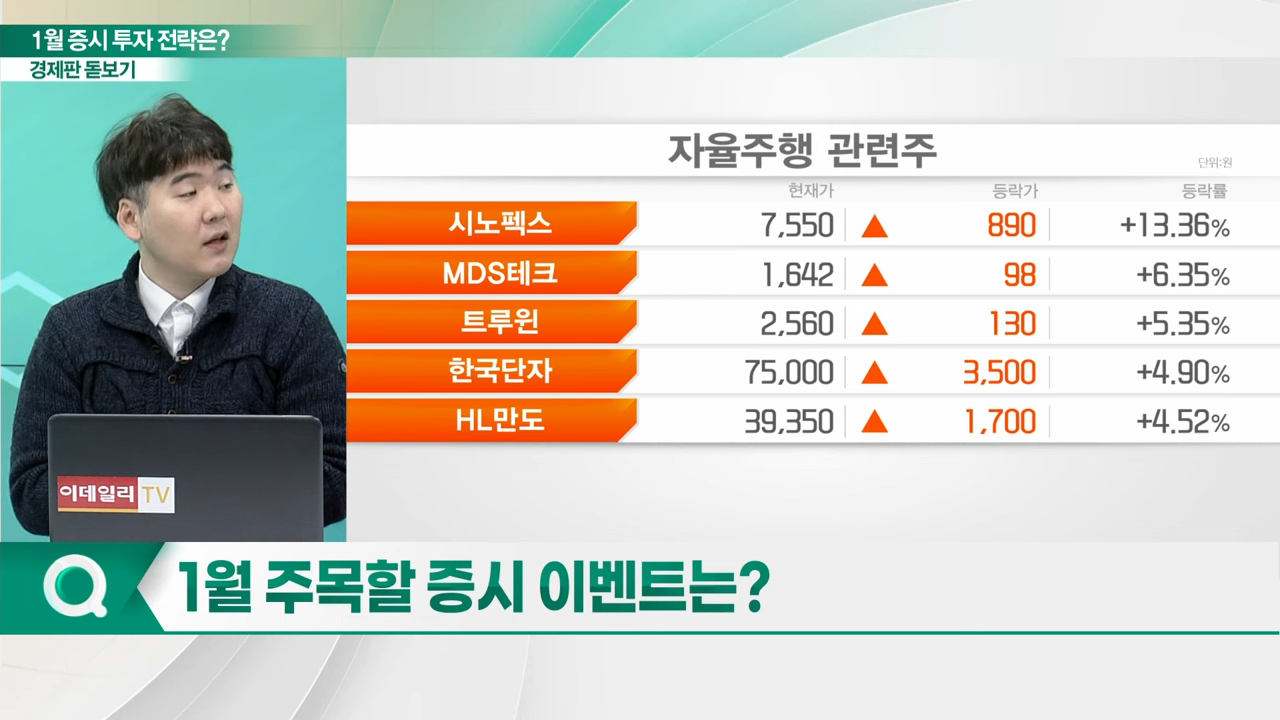 1월 증시 투자 전략은?
경제판 돋보기
자율주행 관련주
단위:원
현재가 등락가 등락률
시노펙스 7,550 ▲ 890 +13.36%
MDS테크 1,642 ▲ 98 +6.35%
트루윈 2,560 ▲ 130 +5.35%
한국단자 75,000 ▲ 3,500 +4.90%
HL만도 39,350 ▲ 1,700 +4.52%
이데일리 TV
1월 주목할 증시 이벤트는?